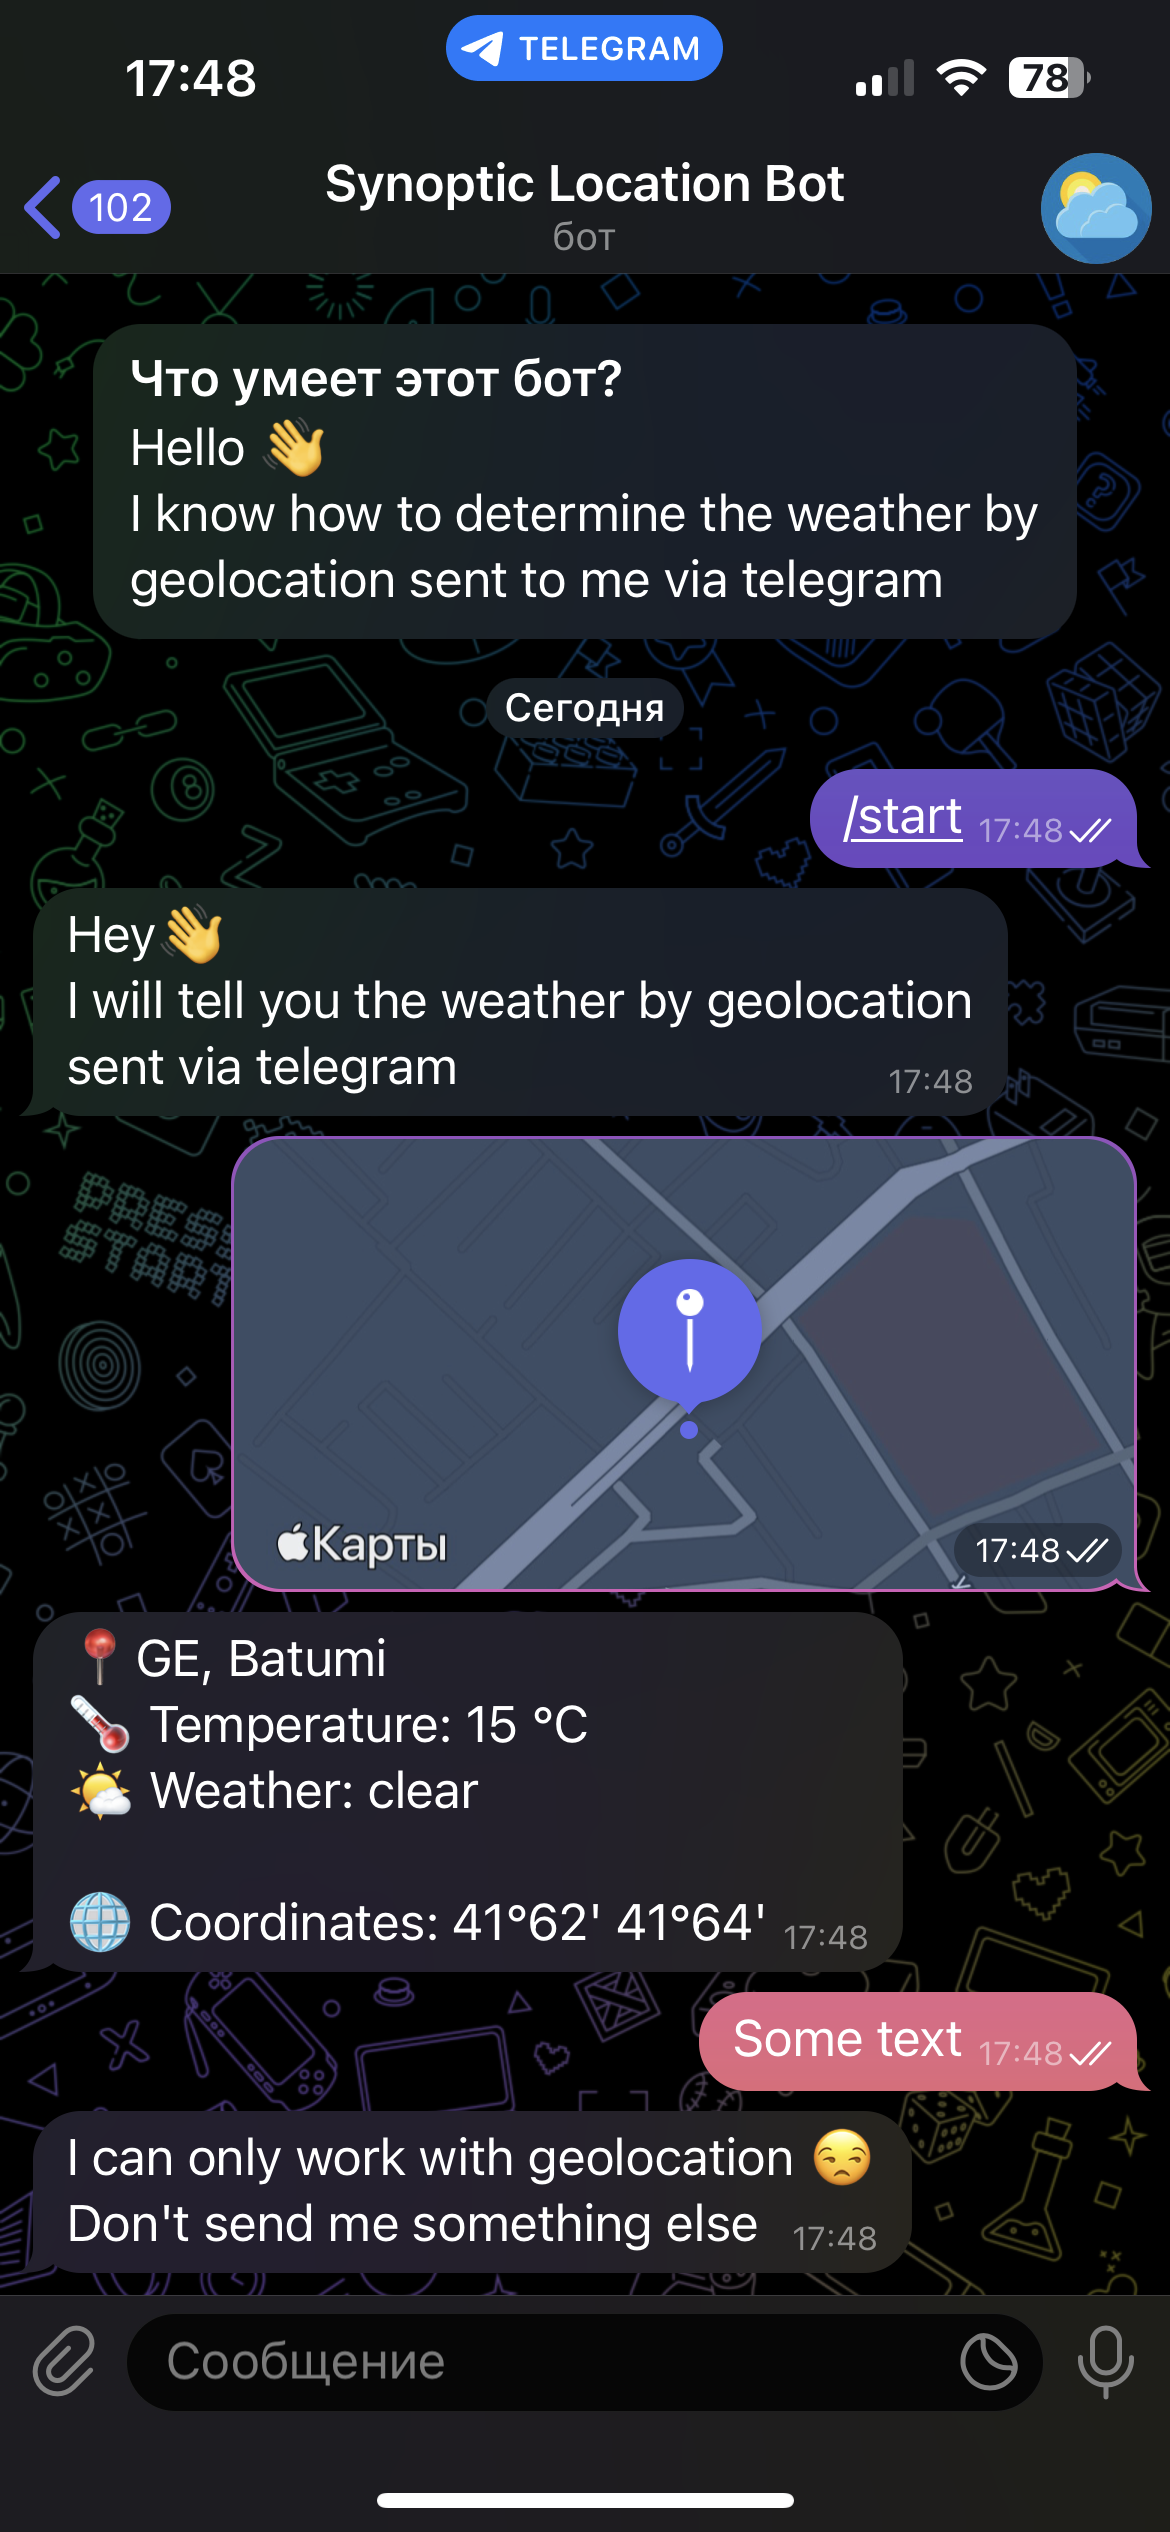 17:48
TELEGRAM
78
102
Synoptic Location Bot
бот
Что умеет этот бот?
Hello 👋
I know how to determine the weather by
geolocation sent to me via telegram
Сегодня
/start 17:48
Hey👋
I will tell you the weather by geolocation
sent via telegram 17:48
PRESS
START
Карты
17:48
📍 GE, Batumi
🌡️ Temperature: 15 °C
🌤️ Weather: clear
🌐 Coordinates: 41°62' 41°64' 17:48
Some text 17:48
I can only work with geolocation 😒
Don't send me something else 17:48
Сообщение